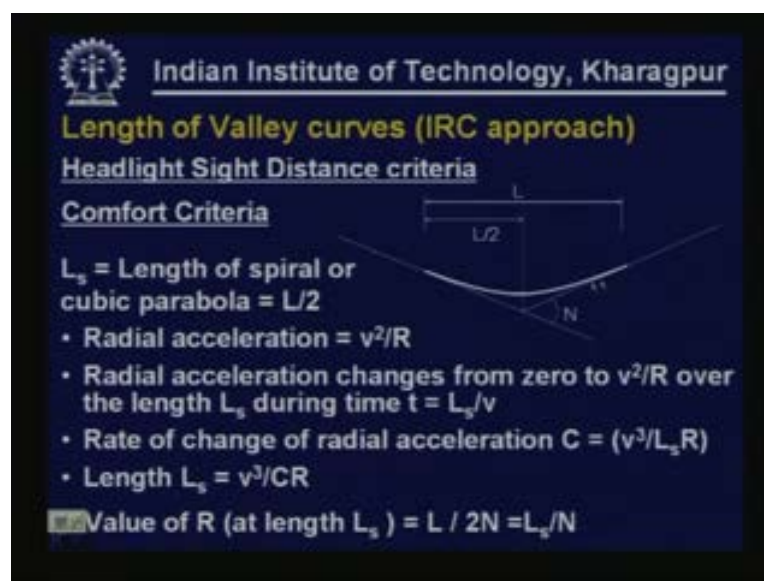 Indian Institute of Technology, Kharagpur
Length of Valley curves (IRC approach)
Headlight Sight Distance criteria
Comfort Criteria
L
L/2
N
Lₛ = Length of spiral or
cubic parabola = L/2
• Radial acceleration = v²/R
• Radial acceleration changes from zero to v²/R over
the length Lₛ during time t = Lₛ/v
• Rate of change of radial acceleration C = (v³/LₛR)
• Length Lₛ = v³/CR
Value of R (at length Lₛ ) = L / 2N =Lₛ/N